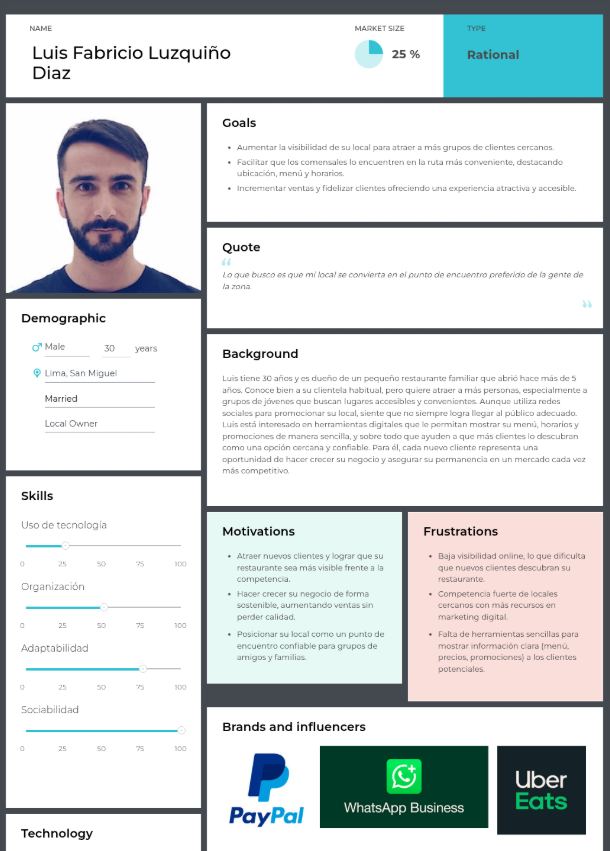 NAME
Luis Fabricio Luzquiño
Diaz
MARKET SIZE
25 %
TYPE
Rational
Goals
• Aumentar la visibilidad de su local para atraer a más grupos de clientes cercanos.
• Facilitar que los comensales lo encuentren en la ruta más conveniente, destacando
ubicación, menú y horarios.
• Incrementar ventas y fidelizar clientes ofreciendo una experiencia atractiva y accesible.
Quote
“
Lo que busco es que mi local se convierta en el punto de encuentro preferido de la gente de
la zona.
”
Demographic
Male 30 years
Lima, San Miguel
Married
Local Owner
Background
Luis tiene 30 años y es dueño de un pequeño restaurante familiar que abrió hace más de 5
años. Conoce bien a su clientela habitual, pero quiere atraer a más personas, especialmente a
grupos de jóvenes que buscan lugares accesibles y convenientes. Aunque utiliza redes
sociales para promocionar su local, siente que no siempre logra llegar al público adecuado.
Luis está interesado en herramientas digitales que le permitan mostrar su menú, horarios y
promociones de manera sencilla, y sobre todo que ayuden a que más clientes lo descubran
como una opción cercana y confiable. Para él, cada nuevo cliente representa una
oportunidad de hacer crecer su negocio y asegurar su permanencia en un mercado cada vez
más competitivo.
Skills
Uso de tecnología
0 25 50 75 100
Organización
0 25 50 75 100
Adaptabilidad
0 25 50 75 100
Sociabilidad
0 25 50 75 100
Motivations
• Atraer nuevos clientes y lograr que su
restaurante sea más visible frente a la
competencia.
• Hacer crecer su negocio de forma
sostenible, aumentando ventas sin
perder calidad.
• Posicionar su local como un punto de
encuentro confiable para grupos de
amigos y familias.
Frustrations
• Baja visibilidad online, lo que dificulta
que nuevos clientes descubran su
restaurante.
• Competencia fuerte de locales
cercanos con más recursos en
marketing digital.
• Falta de herramientas sencillas para
mostrar información clara (menú,
precios, promociones) a los clientes
potenciales.
Brands and influencers
PayPal
WhatsApp Business
Uber
Eats
Technology